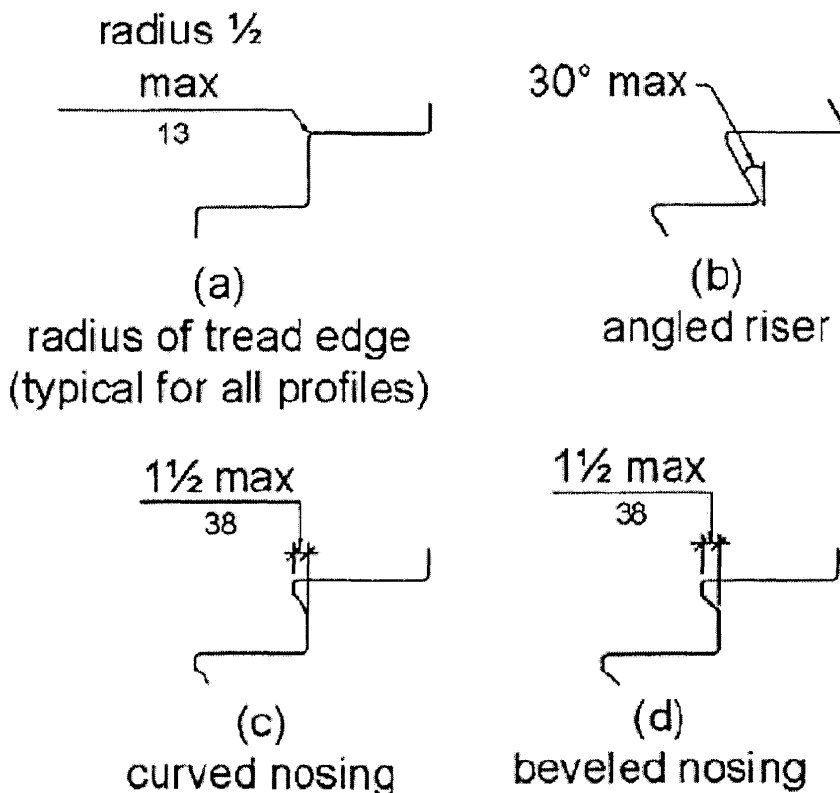 radius ½
max
13
(a)
radius of tread edge
(typical for all profiles)
30° max
(b)
angled riser
1½ max
38
(c)
curved nosing
1½ max
38
(d)
beveled nosing